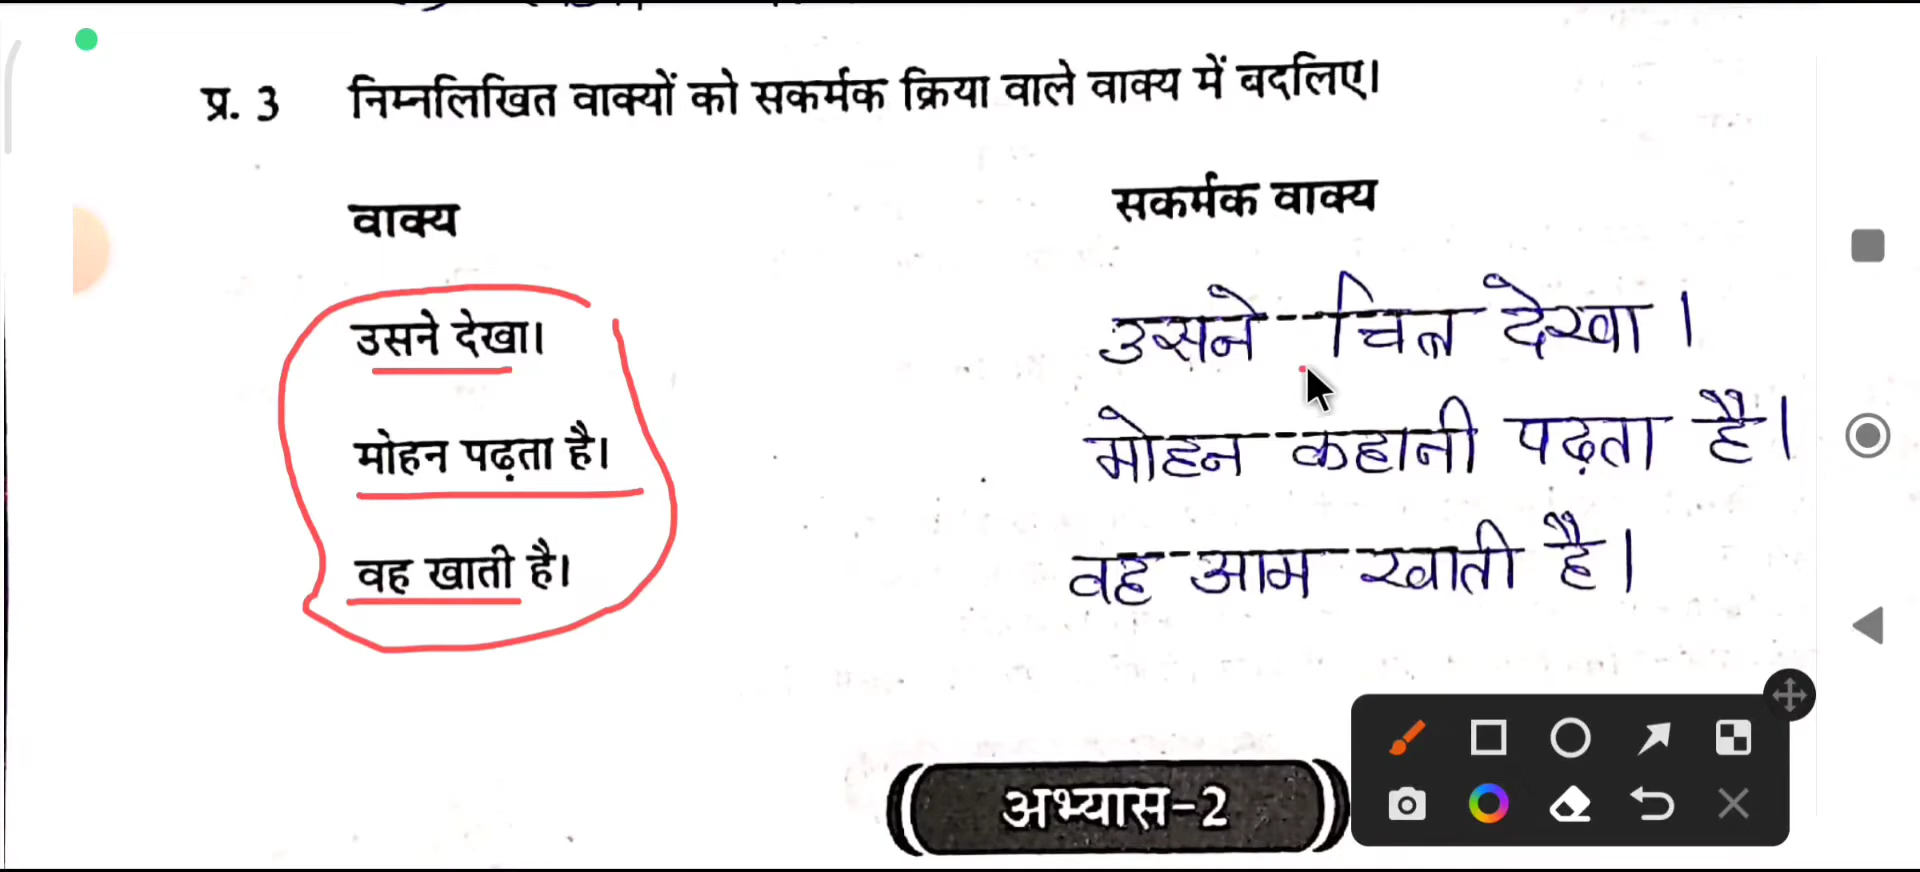 प्र. 3 निम्नलिखित वाक्यों को सकर्मक क्रिया वाले वाक्य में बदलिए।
वाक्य सकर्मक वाक्य
उसने देखा। उसने चित्र देखा।
मोहन पढ़ता है। मोहन कहानी पढ़ता है।
वह खाती है। वह आम खाती है।
अभ्यास-2